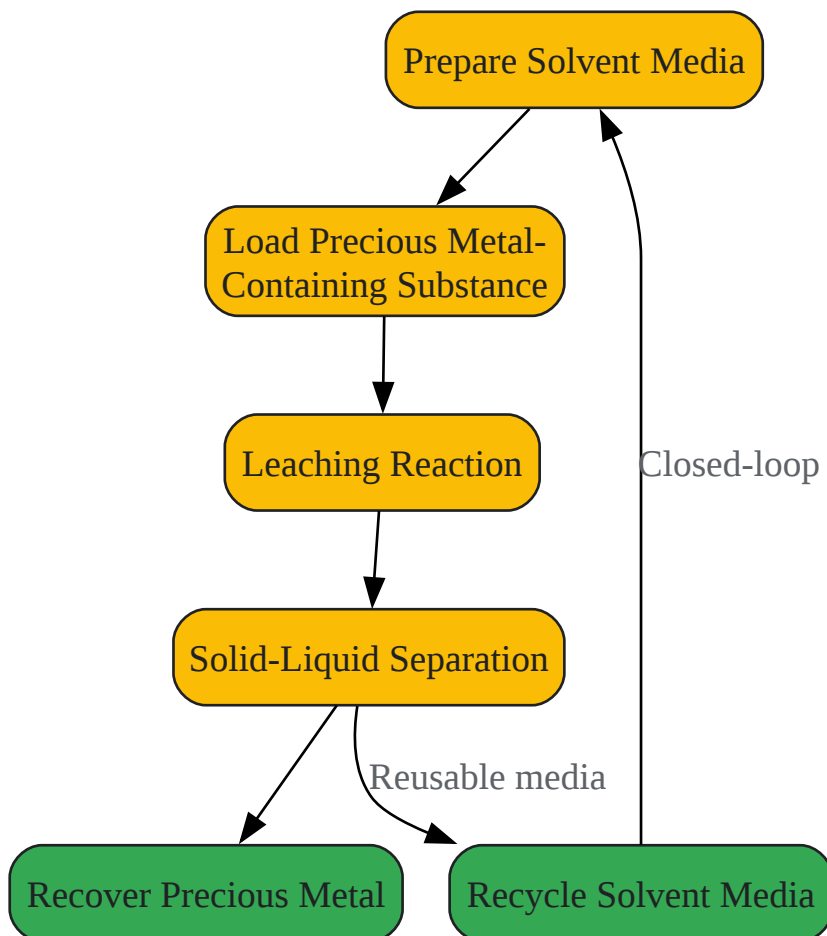 Prepare Solvent Media
Load Precious Metal-
Containing Substance
Leaching Reaction
Closed-loop
Solid-Liquid Separation
Reusable media
Recover Precious Metal
Recycle Solvent Media